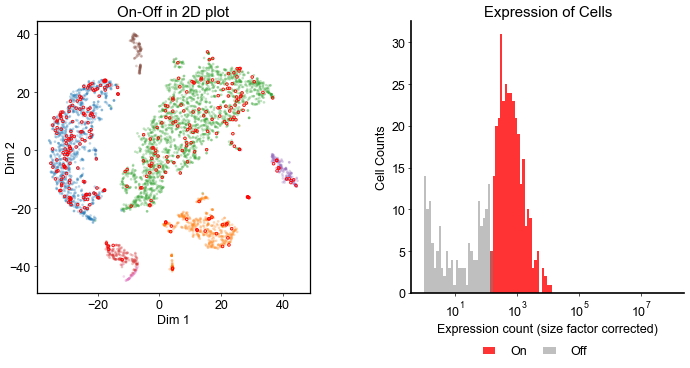 On-Off in 2D plot
40
20
0
−20
−40
Dim 2
−20 0 20 40
Dim 1
Expression of Cells
30
25
20
15
10
5
0
Cell Counts
10^1 10^3 10^5 10^7
Expression count (size factor corrected)
On Off